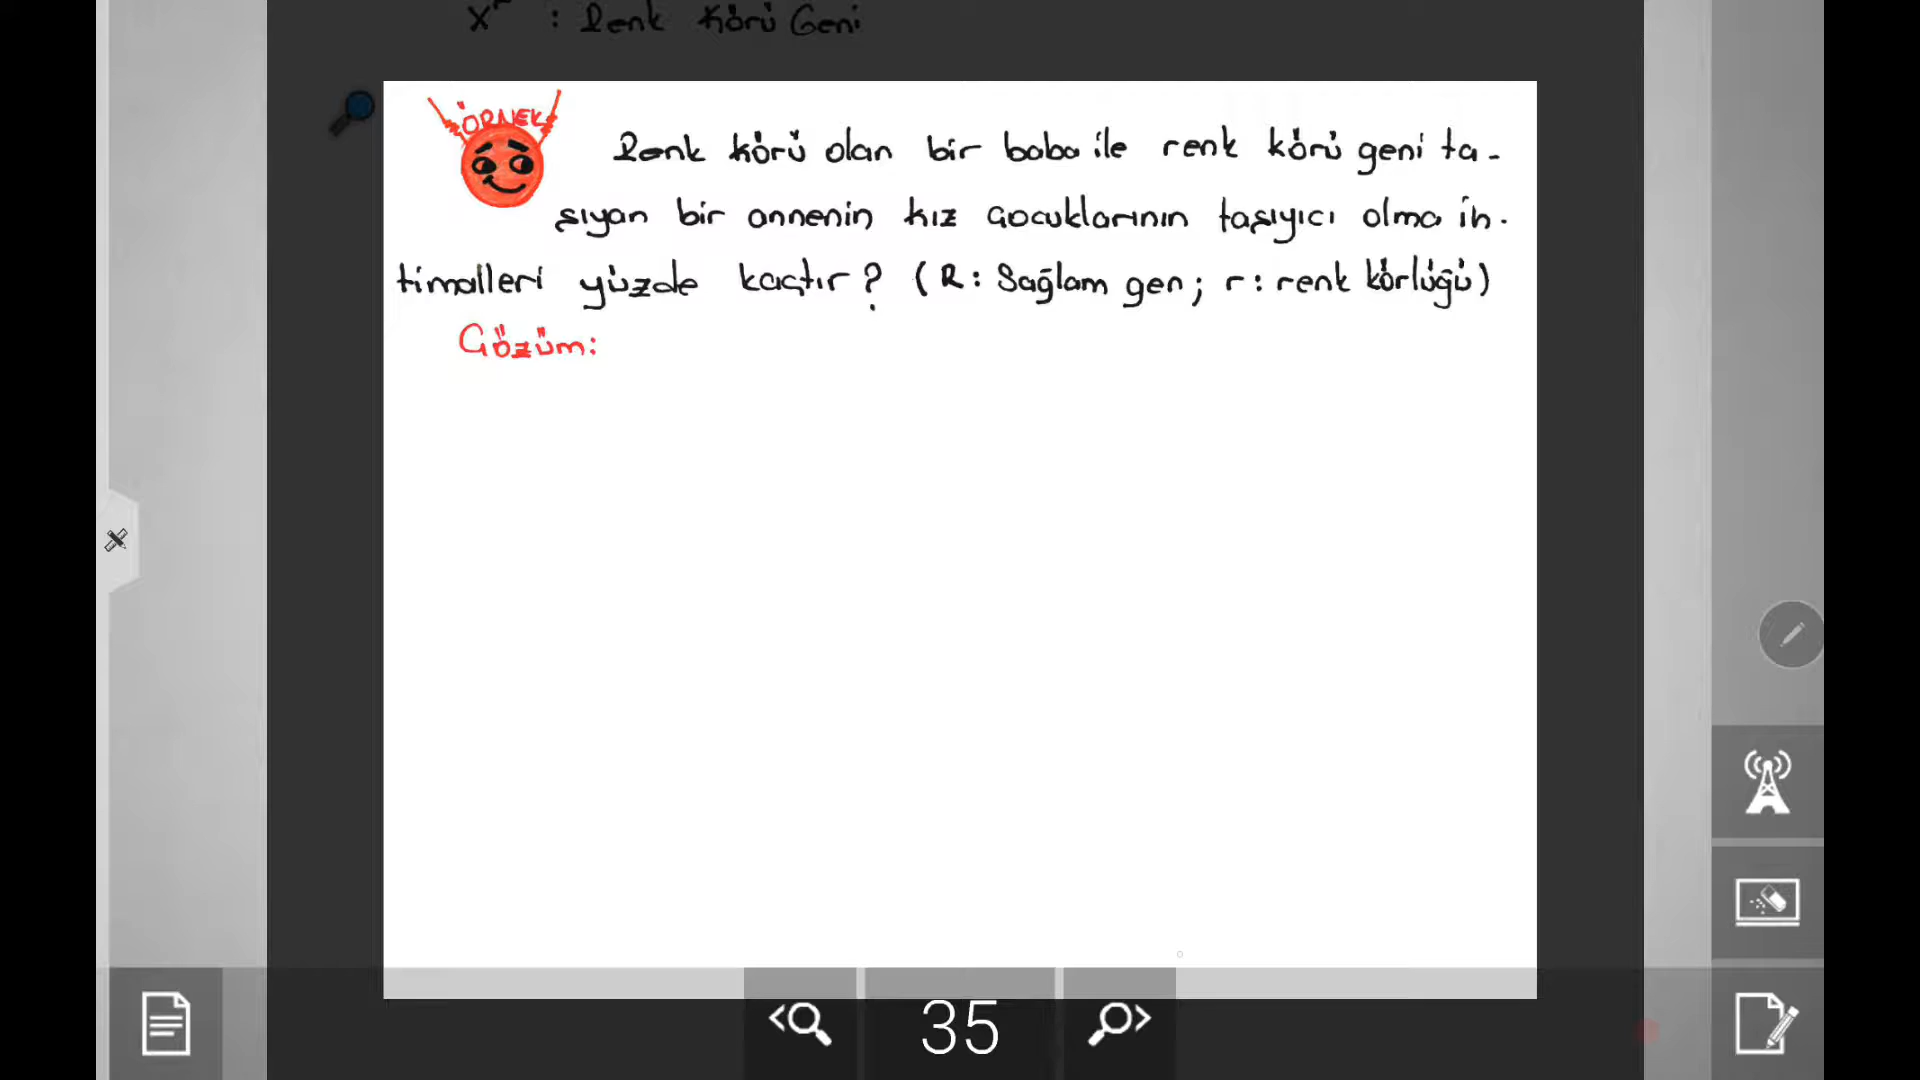 X^r : Renk Körü Geni
ÖRNEK
Renk körü olan bir baba ile renk körü geni ta-
şıyan bir annenin kız çocuklarının taşıyıcı olma ih-
timalleri yüzde kaçtır? (R: Sağlam gen; r: renk körlüğü)
Çözüm:
35